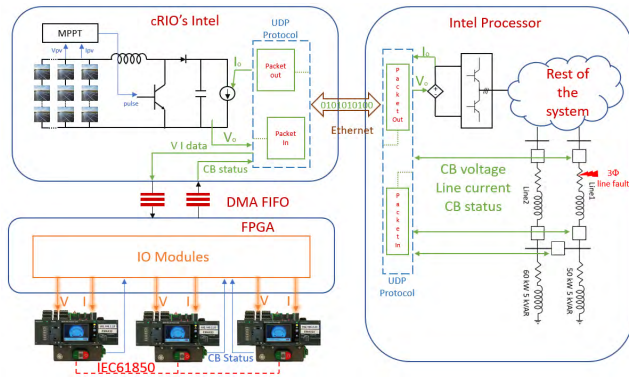 cRIO's Intel
MPPT
Vpv
Ipv
pulse
UDP
Protocol
Packet
out
Packet
In
Io
Vo
V I data
CB status
0101010100
Ethernet
DMA FIFO
FPGA
IO Modules
V
I
V
I
V
I
CB Status
IEC61850
Intel Processor
Io
Vo
Packet
Out
Packet
In
UDP
Protocol
Rest of
the
system
CB voltage
Line current
CB status
Line2
Line1
3Φ
line fault
60 kW 5 kVAR
50 kW 5 kVAR